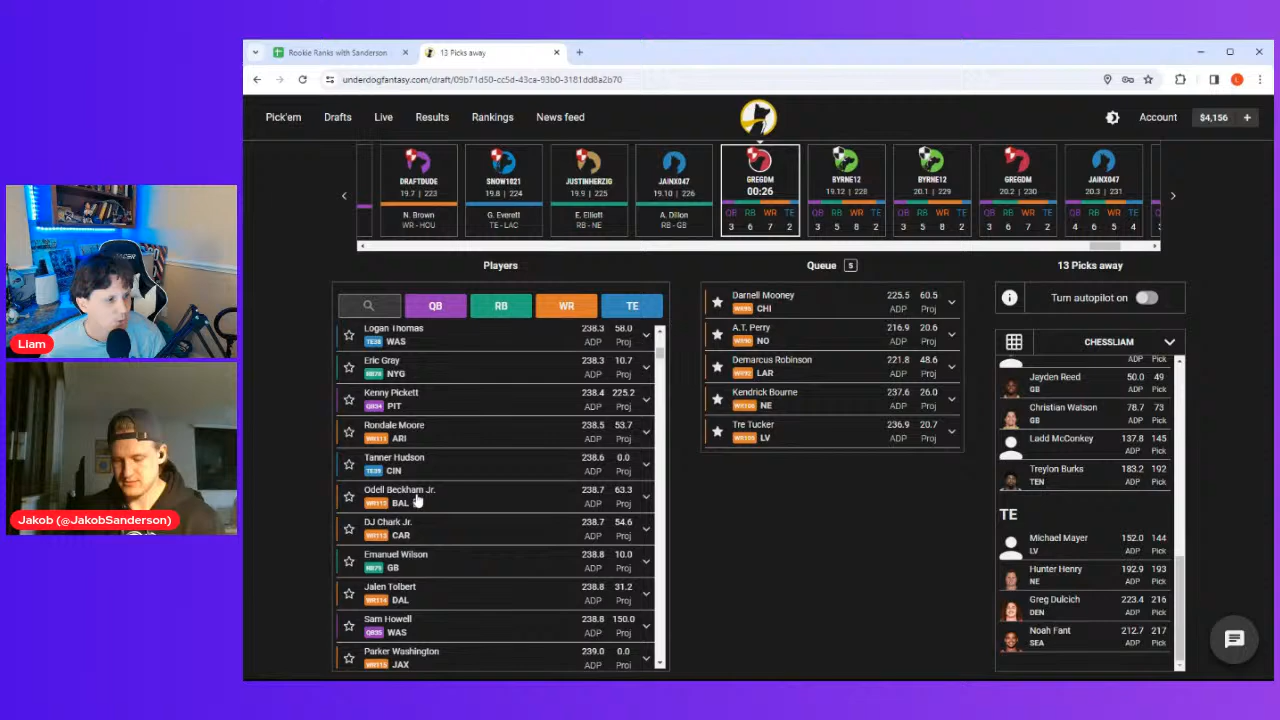 Rookie Ranks with Sanderson
13 Picks away
underdogfantasy.com/draft/09b71d50-cc5d-43ca-93b0-3181dd8a2b70
L
Pick'em Drafts Live Results Rankings News feed
Account $4,156 +
DRAFTDUDE
19.7 | 223
N. Brown
WR - HOU
SNOW1021
19.8 | 224
G. Everett
TE - LAC
JUSTINHERZIG
19.9 | 225
E. Elliott
RB - NE
JAINX047
19.10 | 226
A. Dillon
RB - GB
GREGDM
00:26
QB RB WR TE
3 6 7 2
BYRNE12
19.12 | 228
QB RB WR TE
3 5 8 2
BYRNE12
20.1 | 229
QB RB WR TE
3 5 8 2
GREGDM
20.2 | 230
QB RB WR TE
3 6 7 2
JAINX047
20.3 | 231
QB RB WR TE
4 6 5 4
Players
QB RB WR TE
Logan Thomas 238.3 58.0
WAS ADP Proj
Eric Gray 238.3 10.7
NYG ADP Proj
Kenny Pickett 238.4 225.2
PIT ADP Proj
Rondale Moore 238.5 53.7
ARI ADP Proj
Tanner Hudson 238.6 0.0
CIN ADP Proj
Odell Beckham Jr. 238.7 63.3
WR112 BAL ADP Proj
DJ Chark Jr. 238.7 54.6
WR113 CAR ADP Proj
Emanuel Wilson 238.8 10.0
GB ADP Proj
Jalen Tolbert 238.8 31.2
WR114 DAL ADP Proj
Sam Howell 238.8 150.0
QB35 WAS ADP Proj
Parker Washington 239.0 0.0
WR115 JAX ADP Proj
Queue 5
Darnell Mooney 225.5 60.5
CHI ADP Proj
A.T. Perry 216.9 20.6
NO ADP Proj
Demarcus Robinson 221.8 48.6
LAR ADP Proj
Kendrick Bourne 237.6 26.0
NE ADP Proj
Tre Tucker 236.9 20.7
LV ADP Proj
13 Picks away
Turn autopilot on
CHESSLIAM
ADP Pick
Jayden Reed 50.0 49
GB ADP Pick
Christian Watson 78.7 73
GB ADP Pick
Ladd McConkey 137.8 145
ADP Pick
Treylon Burks 183.2 192
TEN ADP Pick
TE
Michael Mayer 152.0 144
LV ADP Pick
Hunter Henry 192.9 193
NE ADP Pick
Greg Dulcich 223.4 216
DEN ADP Pick
Noah Fant 212.7 217
SEA ADP Pick
Liam
Jakob (@JakobSanderson)